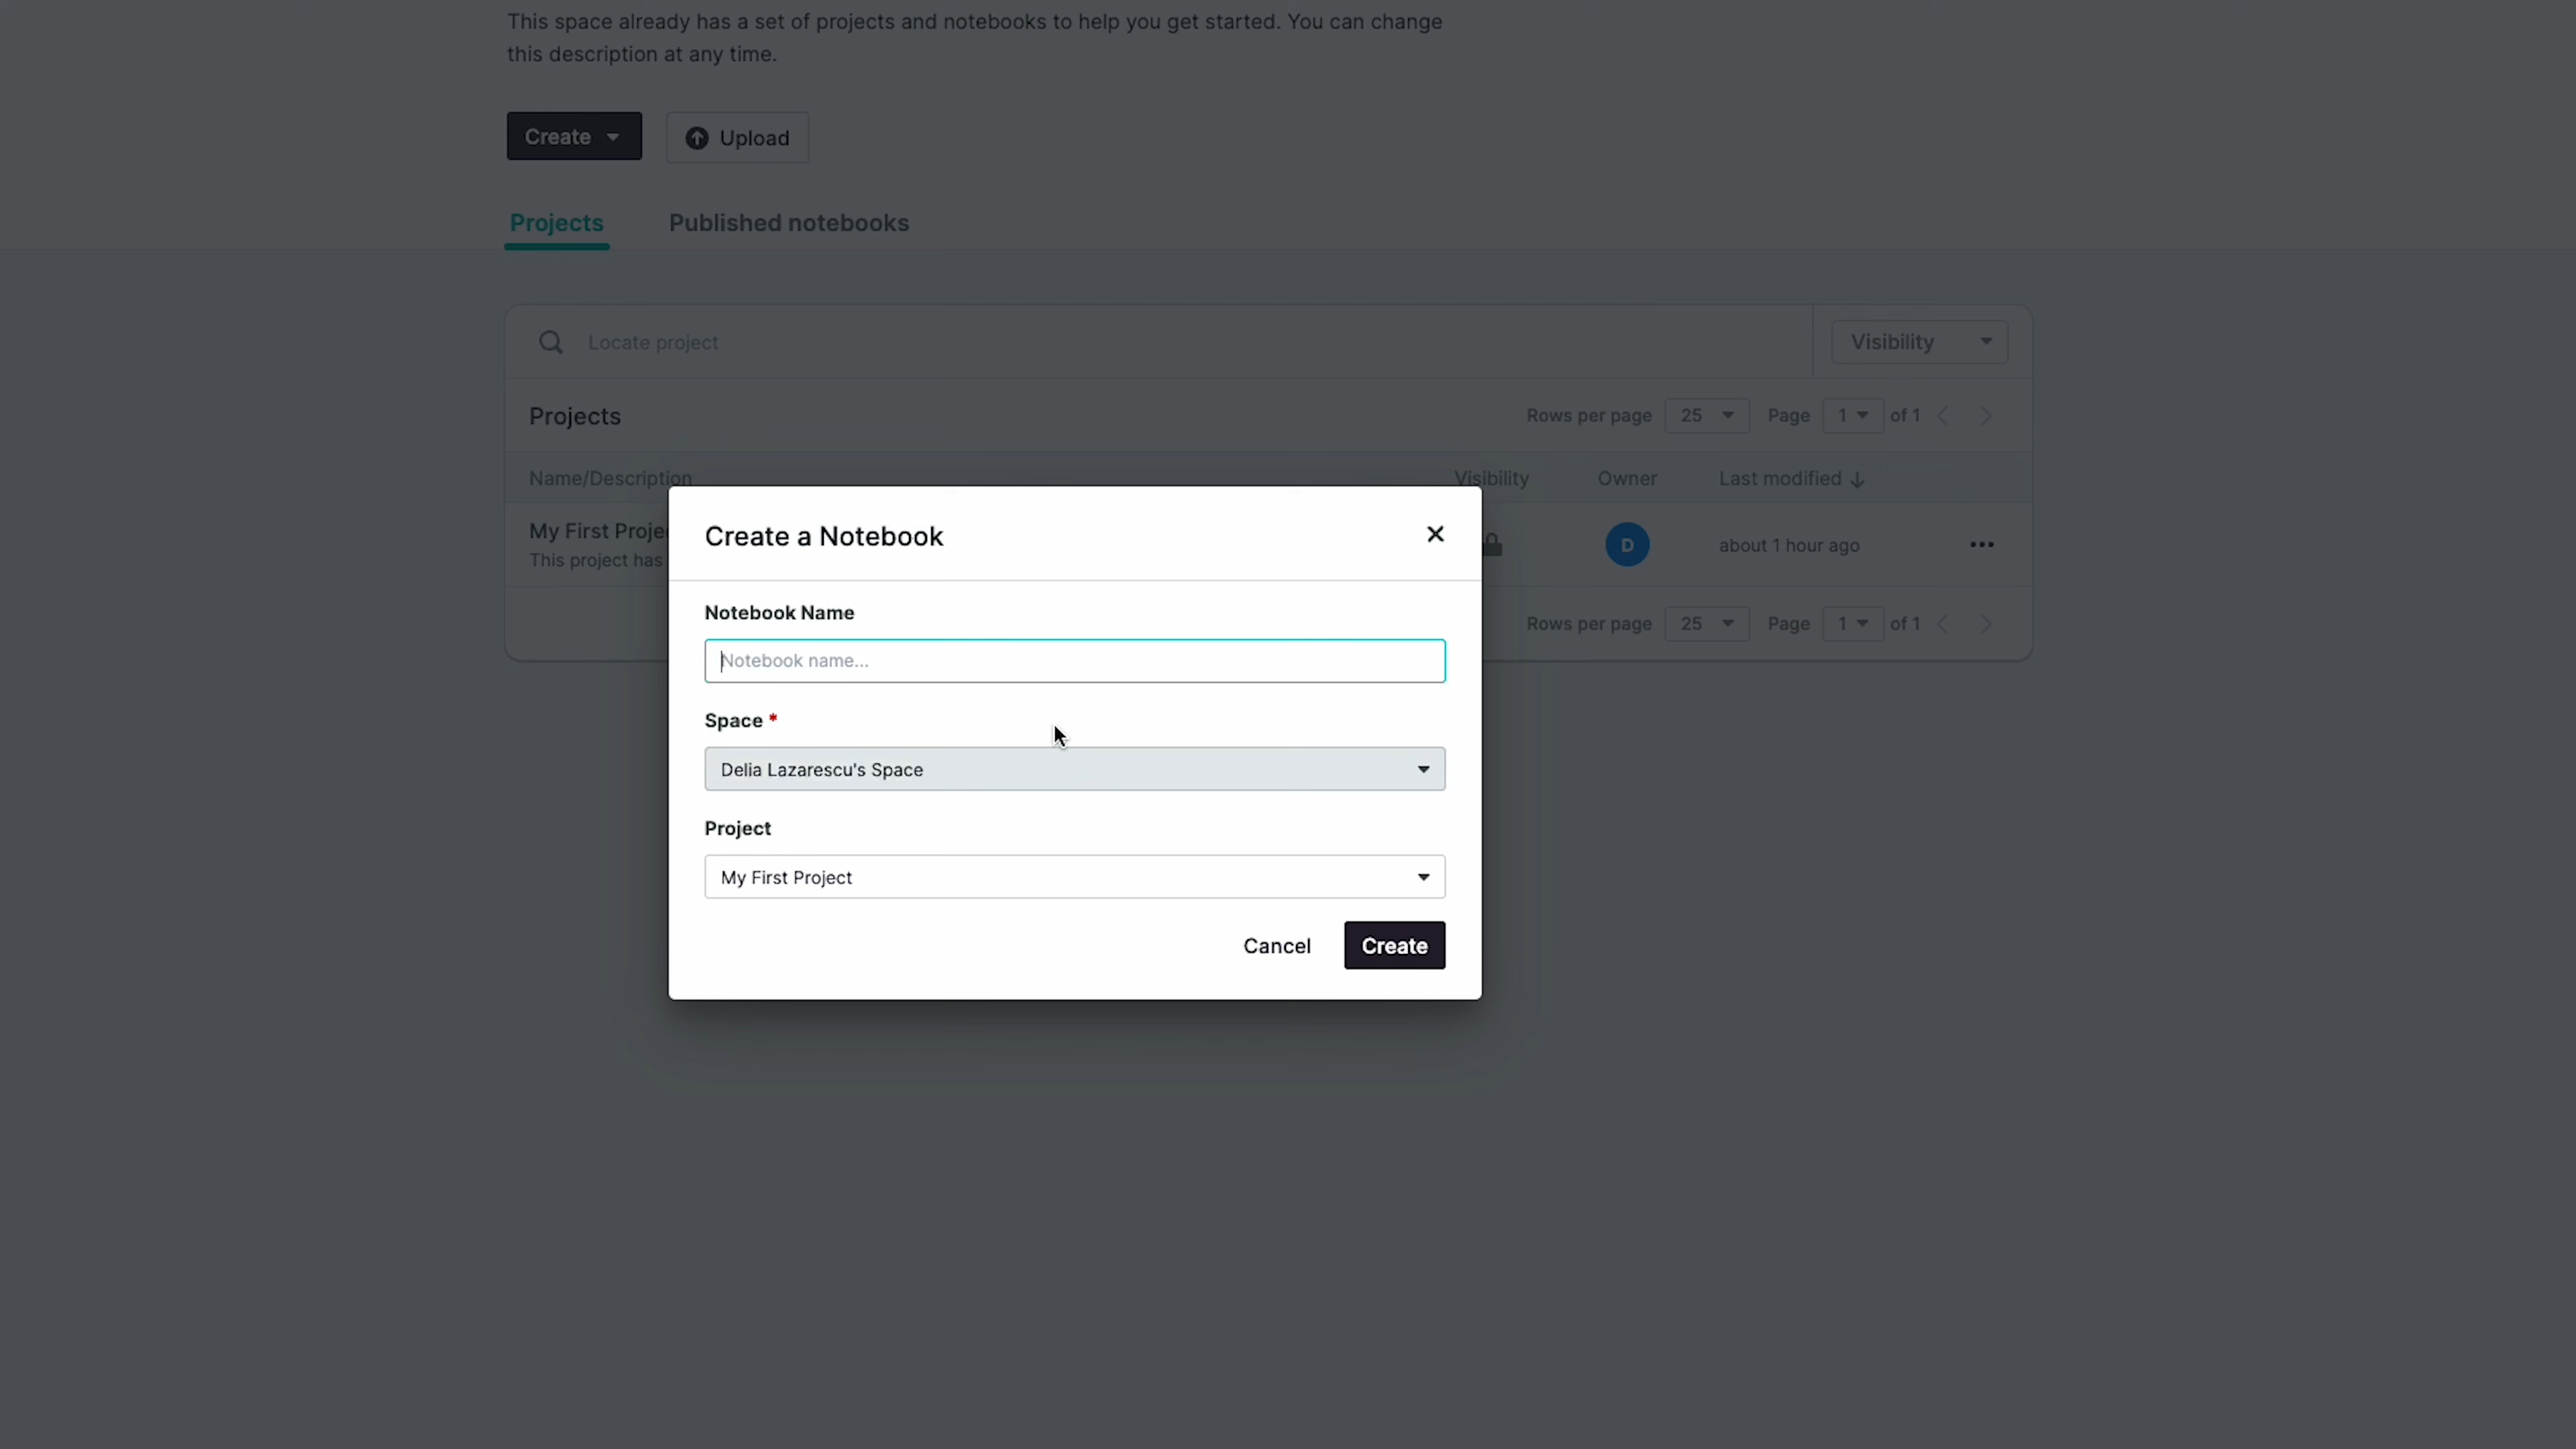 This space already has a set of projects and notebooks to help you get started. You can change
this description at any time.
Create
Upload
Projects
Published notebooks
Locate project
Visibility
Projects
Rows per page 25 Page 1 of 1
Name/Description
Visibility
Owner
Last modified
My First Proje
This project has
D
about 1 hour ago
Rows per page 25 Page 1 of 1
Create a Notebook
Notebook Name
Notebook name...
Space *
Delia Lazarescu's Space
Project
My First Project
Cancel
Create